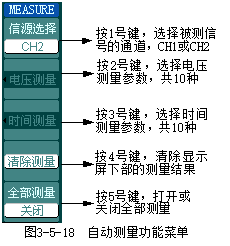 MEASURE
信源选择
CH2
按1号键，选择被测信
号的通道，CH1或CH2
电压测量
按2号键，选择电压
测量参数，共10种
时间测量
按3号键，选择时间
测量参数，共10种
清除测量
按4号键，清除显示
屏下部的测量结果
全部测量
关闭
按5号键，打开或
关闭全部测量
图3-5-18 自动测量功能菜单